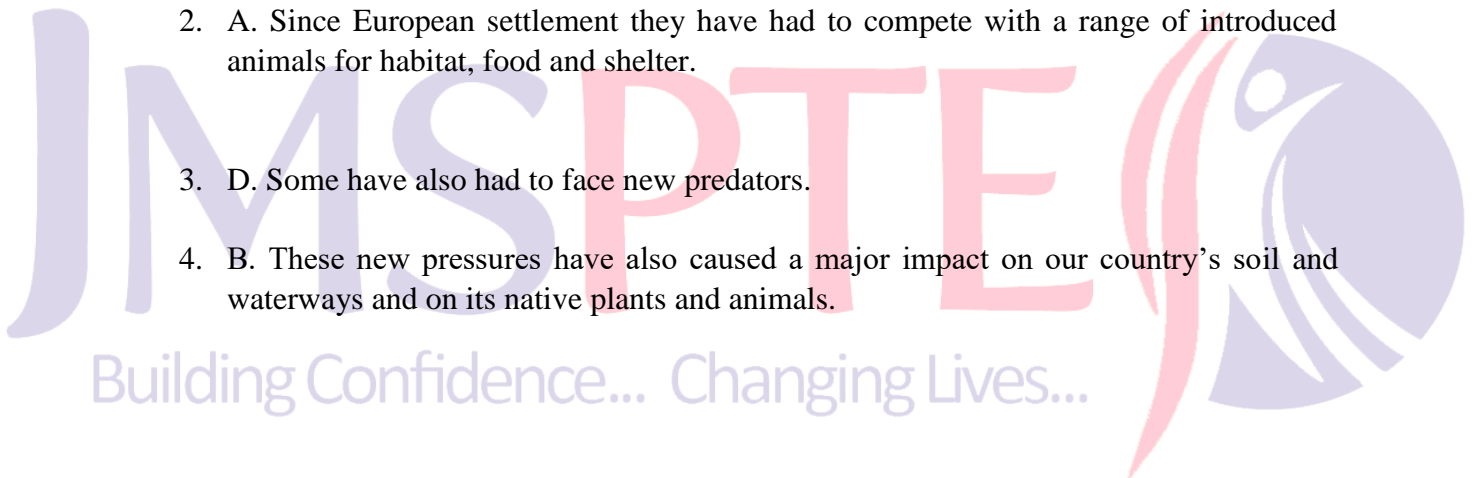 2. A. Since European settlement they have had to compete with a range of introduced
animals for habitat, food and shelter.
3. D. Some have also had to face new predators.
4. B. These new pressures have also caused a major impact on our country’s soil and
waterways and on its native plants and animals.
JMSPTE
Building Confidence... Changing Lives...